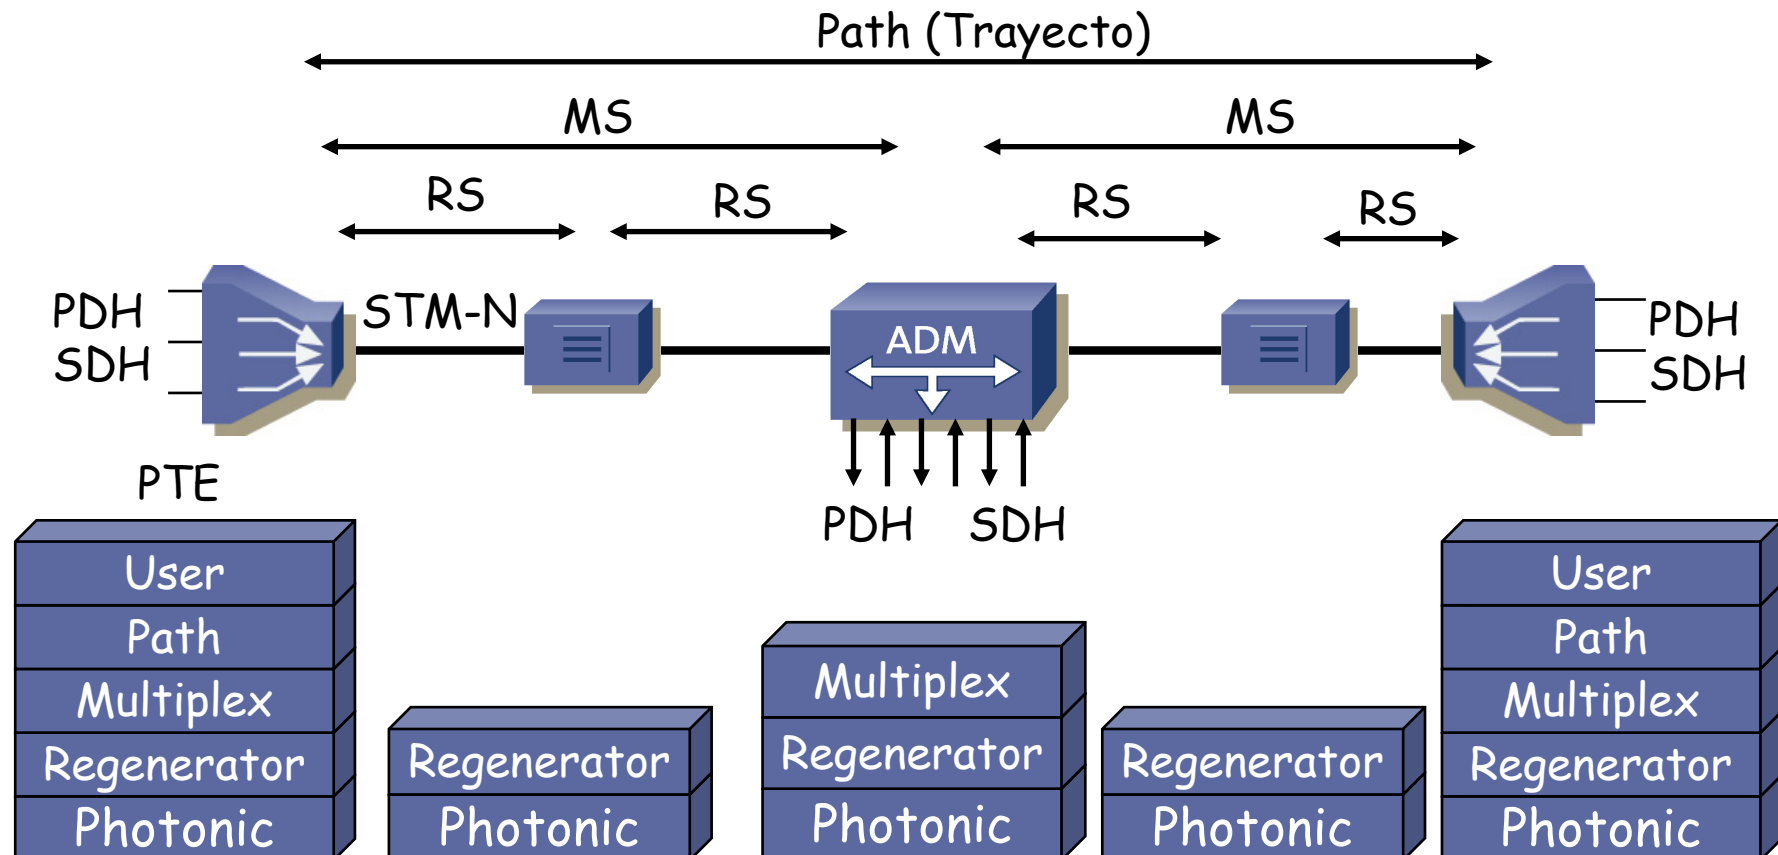 Path (Trayecto)
MS
MS
RS
RS
RS
RS
PDH
SDH
STM-N
ADM
PDH
SDH
PTE
PDH
SDH
User
Path
Multiplex
Regenerator
Photonic
Regenerator
Photonic
Multiplex
Regenerator
Photonic
Regenerator
Photonic
User
Path
Multiplex
Regenerator
Photonic